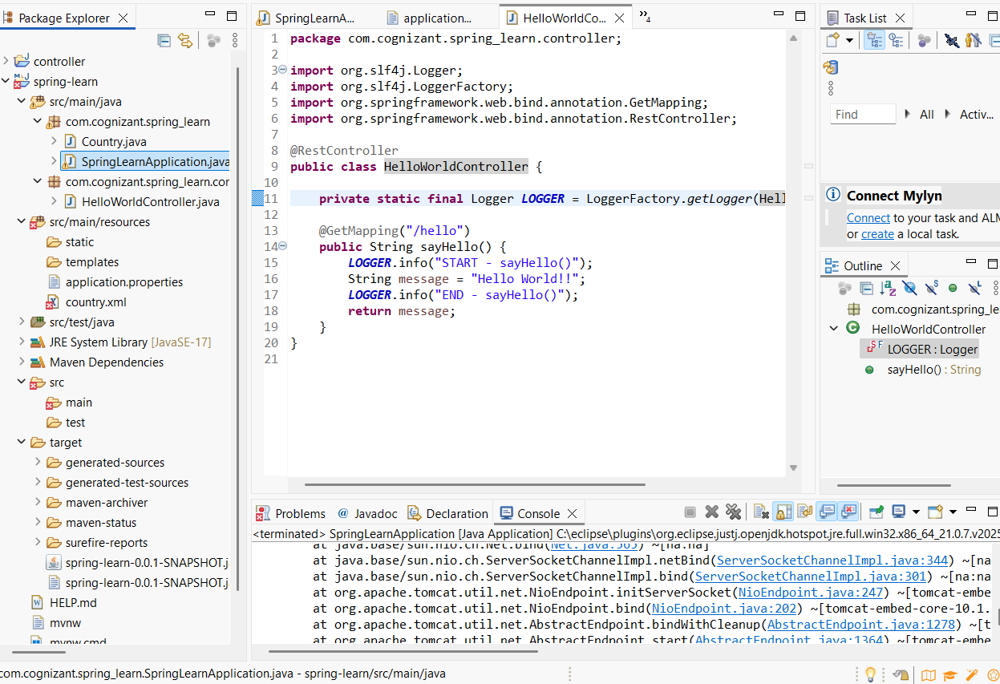 Package Explorer
controller
spring-learn
src/main/java
com.cognizant.spring_learn
Country.java
SpringLearnApplication.java
com.cognizant.spring_learn.cor
HelloWorldController.java
src/main/resources
static
templates
application.properties
country.xml
src/test/java
JRE System Library [JavaSE-17]
Maven Dependencies
src
main
test
target
generated-sources
generated-test-sources
maven-archiver
maven-status
surefire-reports
spring-learn-0.0.1-SNAPSHOT.j
spring-learn-0.0.1-SNAPSHOT.j
HELP.md
mvnw
mvnw.cmd
SpringLearnA... application... HelloWorldCo... »4
1 package com.cognizant.spring_learn.controller;
2
3 import org.slf4j.Logger;
4 import org.slf4j.LoggerFactory;
5 import org.springframework.web.bind.annotation.GetMapping;
6 import org.springframework.web.bind.annotation.RestController;
7
8 @RestController
9 public class HelloWorldController {
10
11 private static final Logger LOGGER = LoggerFactory.getLogger(Hell
12
13 @GetMapping("/hello")
14 public String sayHello() {
15 LOGGER.info("START - sayHello()");
16 String message = "Hello World!!";
17 LOGGER.info("END - sayHello()");
18 return message;
19 }
20 }
21
Task List
Find All Activ...
Connect Mylyn
Connect to your task and ALM
or create a local task.
Outline
com.cognizant.spring_le
HelloWorldController
LOGGER : Logger
sayHello() : String
Problems @ Javadoc Declaration Console
<terminated> SpringLearnApplication [Java Application] C:\eclipse\plugins\org.eclipse.justj.openjdk.hotspot.jre.full.win32.x86_64_21.0.7.v2025
at java.base/sun.nio.ch.Net.bind(Net.java:565) ~[na:na]
at java.base/sun.nio.ch.ServerSocketChannelImpl.netBind(ServerSocketChannelImpl.java:344) ~[na
at java.base/sun.nio.ch.ServerSocketChannelImpl.bind(ServerSocketChannelImpl.java:301) ~[na:na
at org.apache.tomcat.util.net.NioEndpoint.initServerSocket(NioEndpoint.java:247) ~[tomcat-embe
at org.apache.tomcat.util.net.NioEndpoint.bind(NioEndpoint.java:202) ~[tomcat-embed-core-10.1.
at org.apache.tomcat.util.net.AbstractEndpoint.bindWithCleanup(AbstractEndpoint.java:1278) ~[t
at org.apache.tomcat.util.net.AbstractEndpoint.start(AbstractEndpoint.java:1364) ~[tomcat-embe
com.cognizant.spring_learn.SpringLearnApplication.java - spring-learn/src/main/java